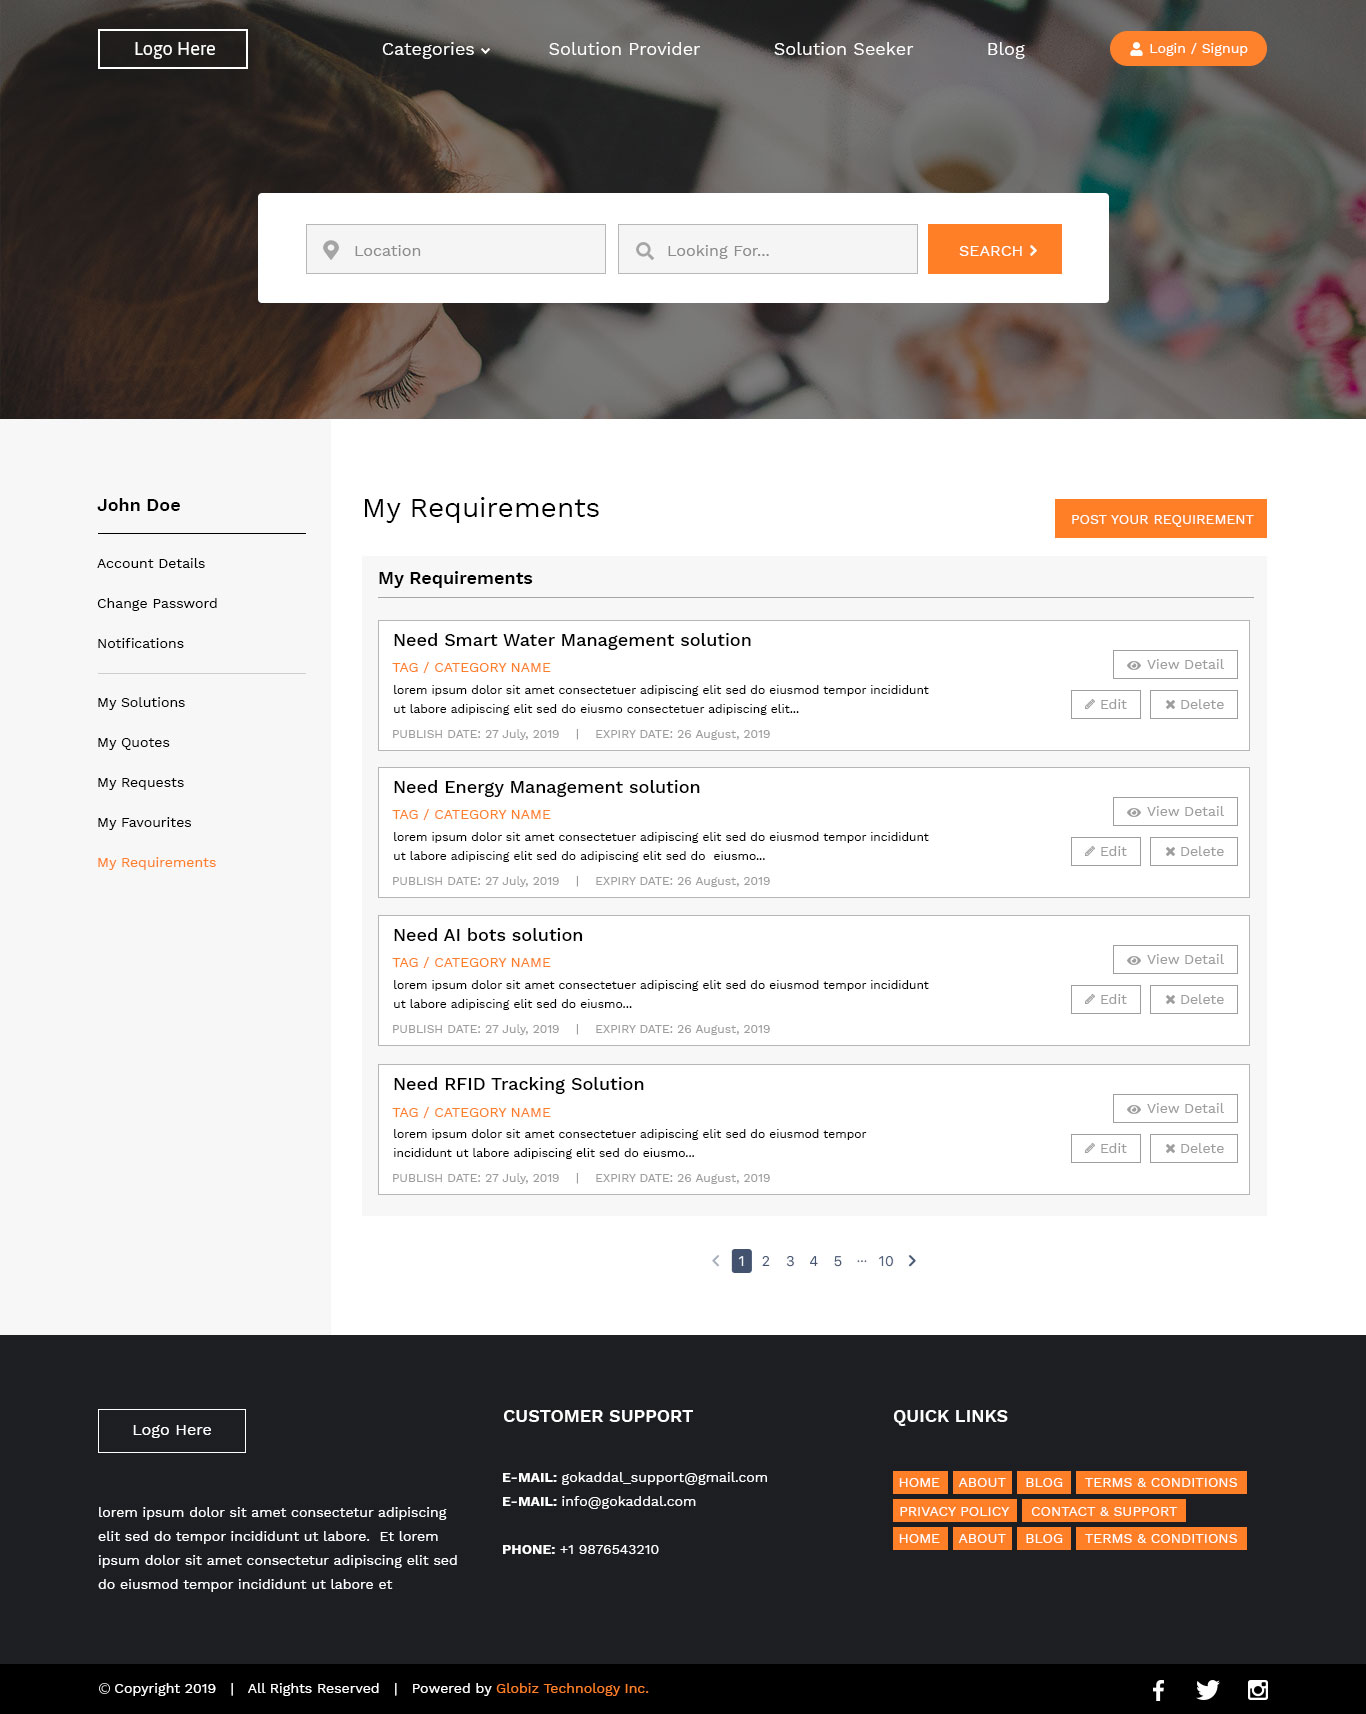 Logo Here
Categories
Solution Provider
Solution Seeker
Blog
Login / Signup
Location
Looking For...
SEARCH
John Doe
Account Details
Change Password
Notifications
My Solutions
My Quotes
My Requests
My Favourites
My Requirements
My Requirements
POST YOUR REQUIREMENT
My Requirements
Need Smart Water Management solution
TAG / CATEGORY NAME
lorem ipsum dolor sit amet consectetuer adipiscing elit sed do eiusmod tempor incididunt
ut labore adipiscing elit sed do eiusmo consectetuer adipiscing elit...
PUBLISH DATE: 27 July, 2019 | EXPIRY DATE: 26 August, 2019
View Detail
Edit
Delete
Need Energy Management solution
TAG / CATEGORY NAME
lorem ipsum dolor sit amet consectetuer adipiscing elit sed do eiusmod tempor incididunt
ut labore adipiscing elit sed do adipiscing elit sed do  eiusmo...
PUBLISH DATE: 27 July, 2019 | EXPIRY DATE: 26 August, 2019
View Detail
Edit
Delete
Need AI bots solution
TAG / CATEGORY NAME
lorem ipsum dolor sit amet consectetuer adipiscing elit sed do eiusmod tempor incididunt
ut labore adipiscing elit sed do eiusmo...
PUBLISH DATE: 27 July, 2019 | EXPIRY DATE: 26 August, 2019
View Detail
Edit
Delete
Need RFID Tracking Solution
TAG / CATEGORY NAME
lorem ipsum dolor sit amet consectetuer adipiscing elit sed do eiusmod tempor
incididunt ut labore adipiscing elit sed do eiusmo...
PUBLISH DATE: 27 July, 2019 | EXPIRY DATE: 26 August, 2019
View Detail
Edit
Delete
1 2 3 4 5 ... 10
Logo Here
lorem ipsum dolor sit amet consectetur adipiscing
elit sed do tempor incididunt ut labore.  Et lorem
ipsum dolor sit amet consectetur adipiscing elit sed
do eiusmod tempor incididunt ut labore et
CUSTOMER SUPPORT
E-MAIL: gokaddal_support@gmail.com
E-MAIL: info@gokaddal.com
PHONE: +1 9876543210
QUICK LINKS
HOME ABOUT BLOG TERMS & CONDITIONS
PRIVACY POLICY CONTACT & SUPPORT
HOME ABOUT BLOG TERMS & CONDITIONS
© Copyright 2019 | All Rights Reserved | Powered by Globiz Technology Inc.